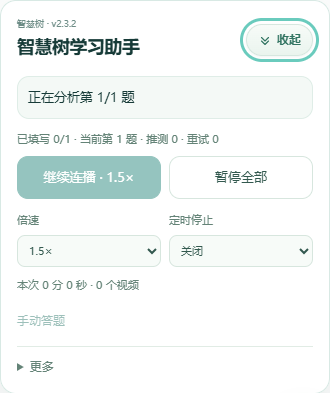 智慧树 · v2.3.2
智慧树学习助手
收起
正在分析第 1/1 题
已填写 0/1 · 当前第 1 题 · 推测 0 · 重试 0
继续连播 · 1.5×
暂停全部
倍速
定时停止
1.5×
关闭
本次 0 分 0 秒 · 0 个视频
手动答题
更多